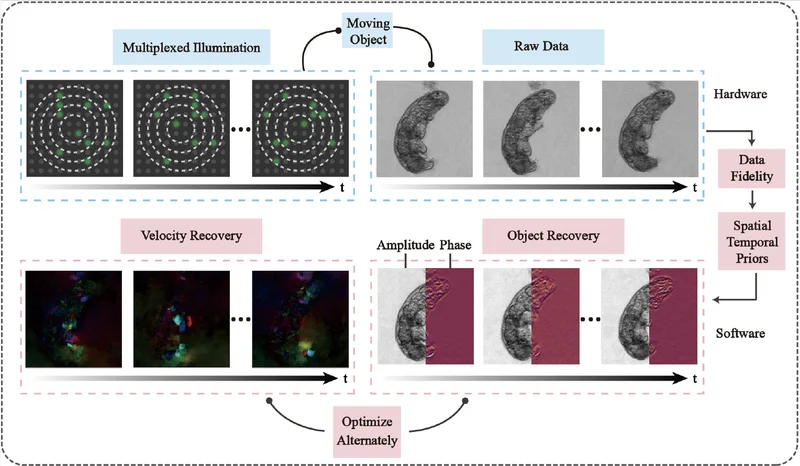 Moving
Object
Multiplexed Illumination
Raw Data
Hardware
t
t
Data
Fidelity
Spatial
Temporal
Priors
Velocity Recovery
Object Recovery
Amplitude Phase
Software
t
t
Optimize
Alternately